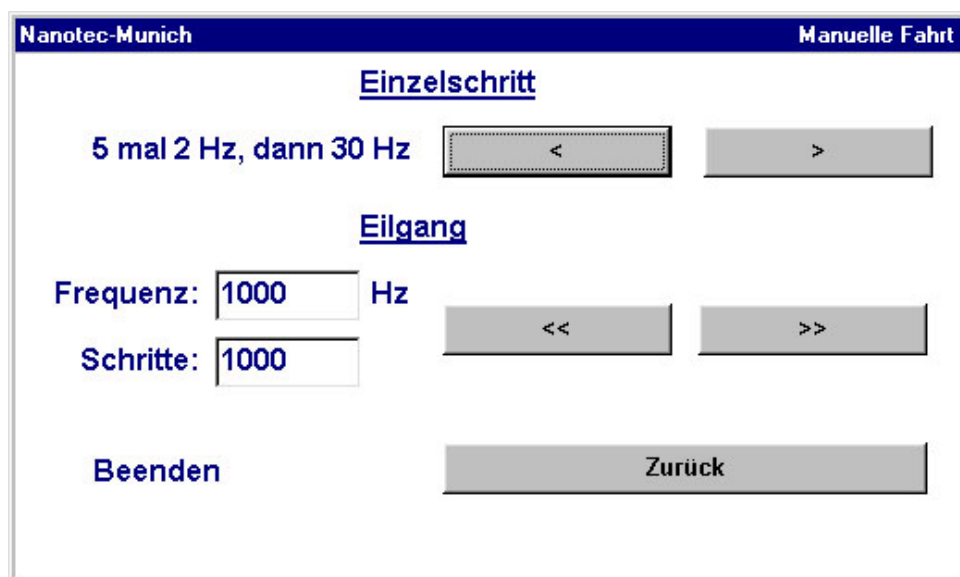 Nanotec-Munich Manuelle Fahrt
Einzelschritt
5 mal 2 Hz, dann 30 Hz < >
Eilgang
Frequenz: 1000 Hz
<< >>
Schritte: 1000
Beenden Zurück